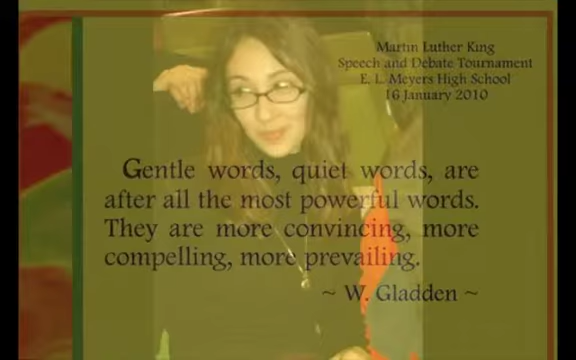 Martin Luther King
Speech and Debate Tournament
E. L. Meyers High School
16 January 2010
Gentle words, quiet words, are
after all the most powerful words.
They are more convincing, more
compelling, more prevailing.
~ W. Gladden ~